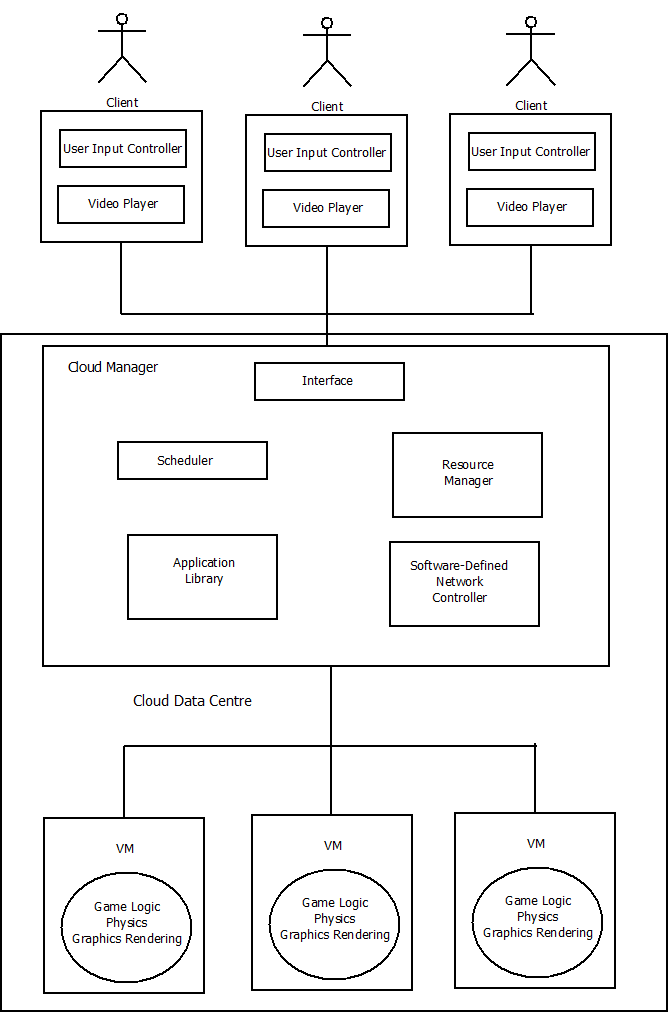 Client
Client
Client
User Input Controller
User Input Controller
User Input Controller
Video Player
Video Player
Video Player
Cloud Manager
Interface
Scheduler
Resource
Manager
Application
Library
Software-Defined
Network
Controller
Cloud Data Centre
VM
Game Logic
Physics
Graphics Rendering
VM
Game Logic
Physics
Graphics Rendering
VM
Game Logic
Physics
Graphics Rendering